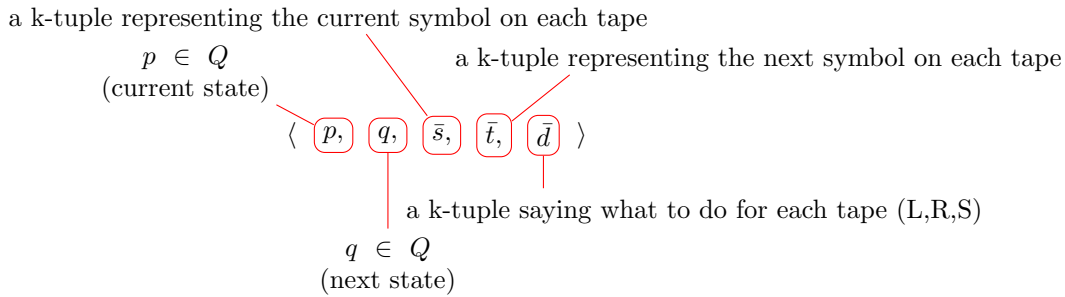 a k-tuple representing the current symbol on each tape
p ∈ Q
(current state)
a k-tuple representing the next symbol on each tape
⟨ p, q, s̄, t̄, d̄ ⟩
a k-tuple saying what to do for each tape (L,R,S)
q ∈ Q
(next state)